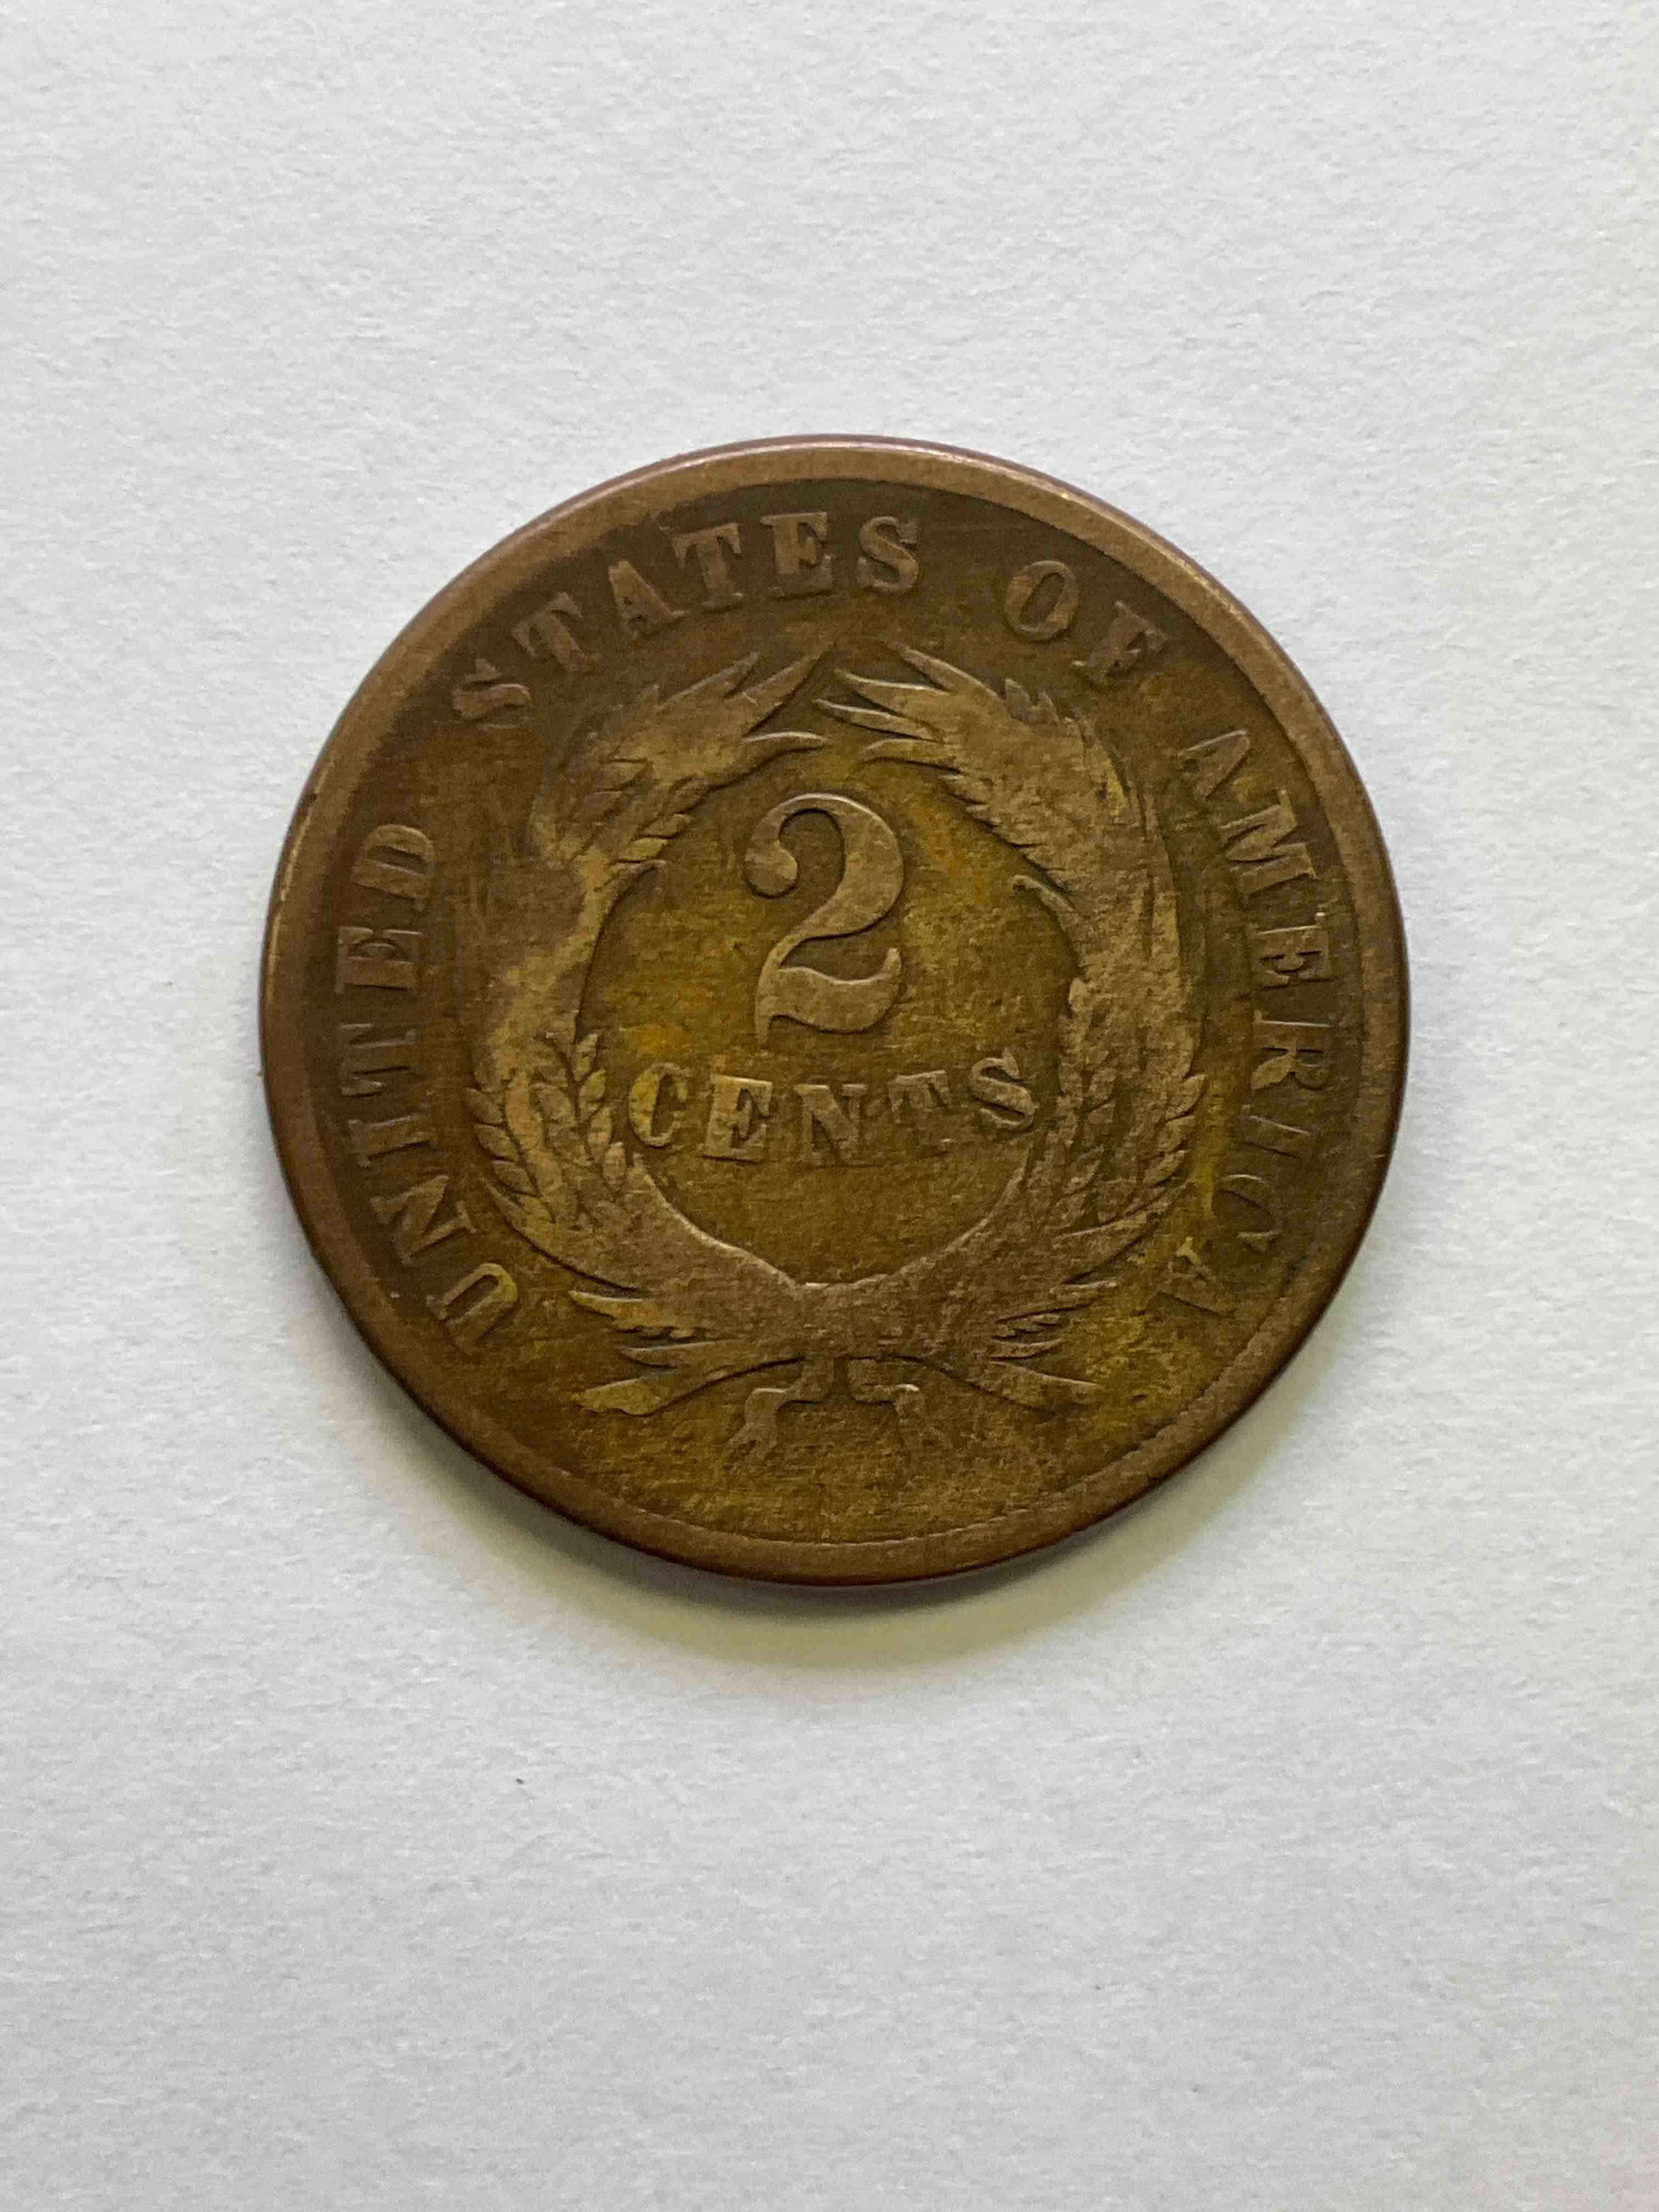 UNITED STATES OF AMERICA
2
CENTS